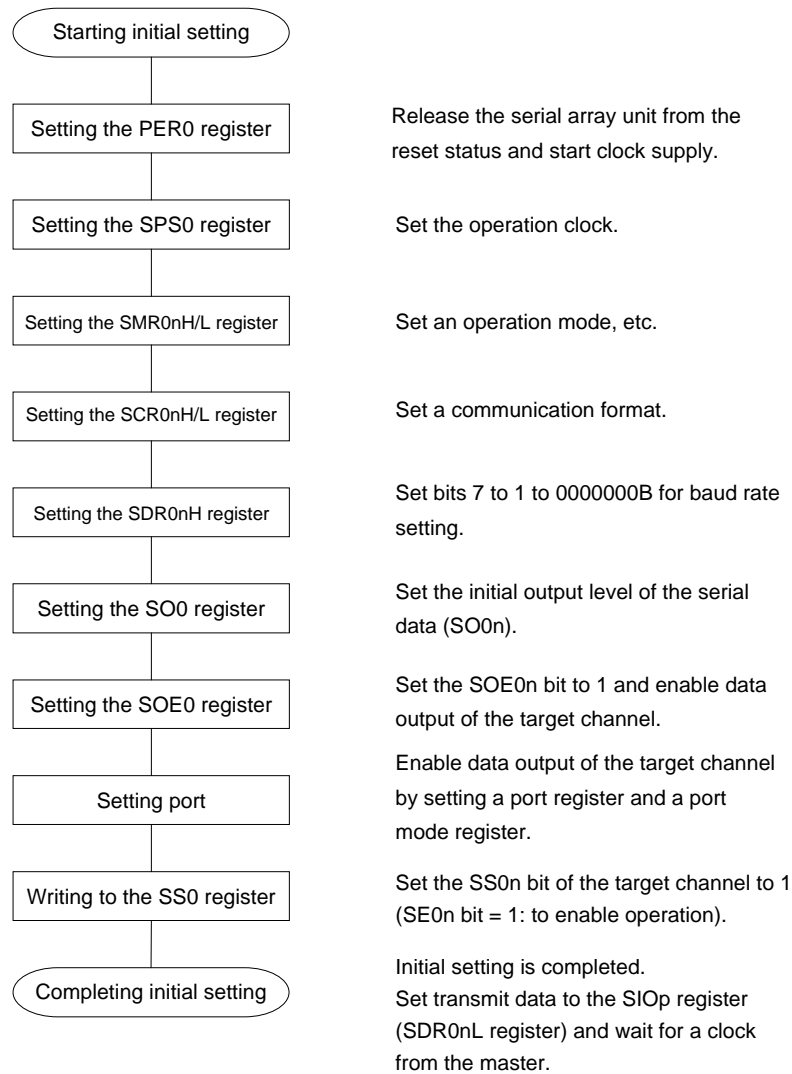 Starting initial setting
Setting the PER0 register
Release the serial array unit from the
reset status and start clock supply.
Setting the SPS0 register
Set the operation clock.
Setting the SMR0nH/L register
Set an operation mode, etc.
Setting the SCR0nH/L register
Set a communication format.
Setting the SDR0nH register
Set bits 7 to 1 to 0000000B for baud rate
setting.
Setting the SO0 register
Set the initial output level of the serial
data (SO0n).
Setting the SOE0 register
Set the SOE0n bit to 1 and enable data
output of the target channel.
Setting port
Enable data output of the target channel
by setting a port register and a port
mode register.
Writing to the SS0 register
Set the SS0n bit of the target channel to 1
(SE0n bit = 1: to enable operation).
Completing initial setting
Initial setting is completed.
Set transmit data to the SIOp register
(SDR0nL register) and wait for a clock
from the master.